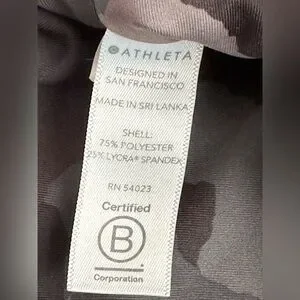 ATHLETA
DESIGNED IN
SAN FRANCISCO
MADE IN SRI LANKA
SHELL:
75% POLYESTER
25% LYCRA® SPANDEX
RN 54023
Certified
B
Corporation